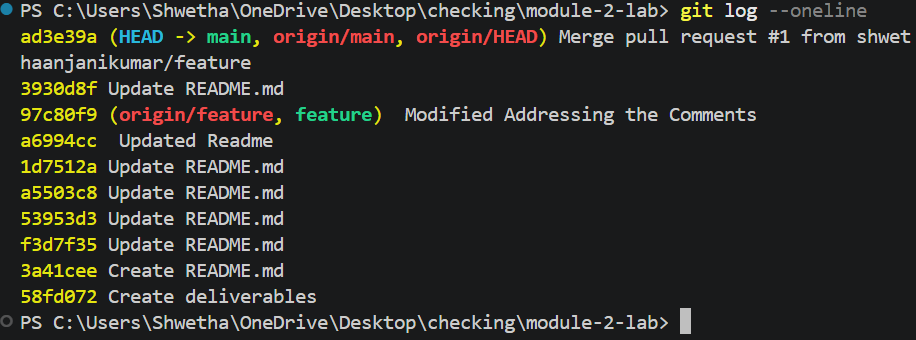 PS C:\Users\Shwetha\OneDrive\Desktop\checking\module-2-lab> git log --oneline
ad3e39a (HEAD -> main, origin/main, origin/HEAD) Merge pull request #1 from shwet
haanjanikumar/feature
3930d8f Update README.md
97c80f9 (origin/feature, feature)  Modified Addressing the Comments
a6994cc  Updated Readme
1d7512a Update README.md
a5503c8 Update README.md
53953d3 Update README.md
f3d7f35 Update README.md
3a41cee Create README.md
58fd072 Create deliverables
PS C:\Users\Shwetha\OneDrive\Desktop\checking\module-2-lab>